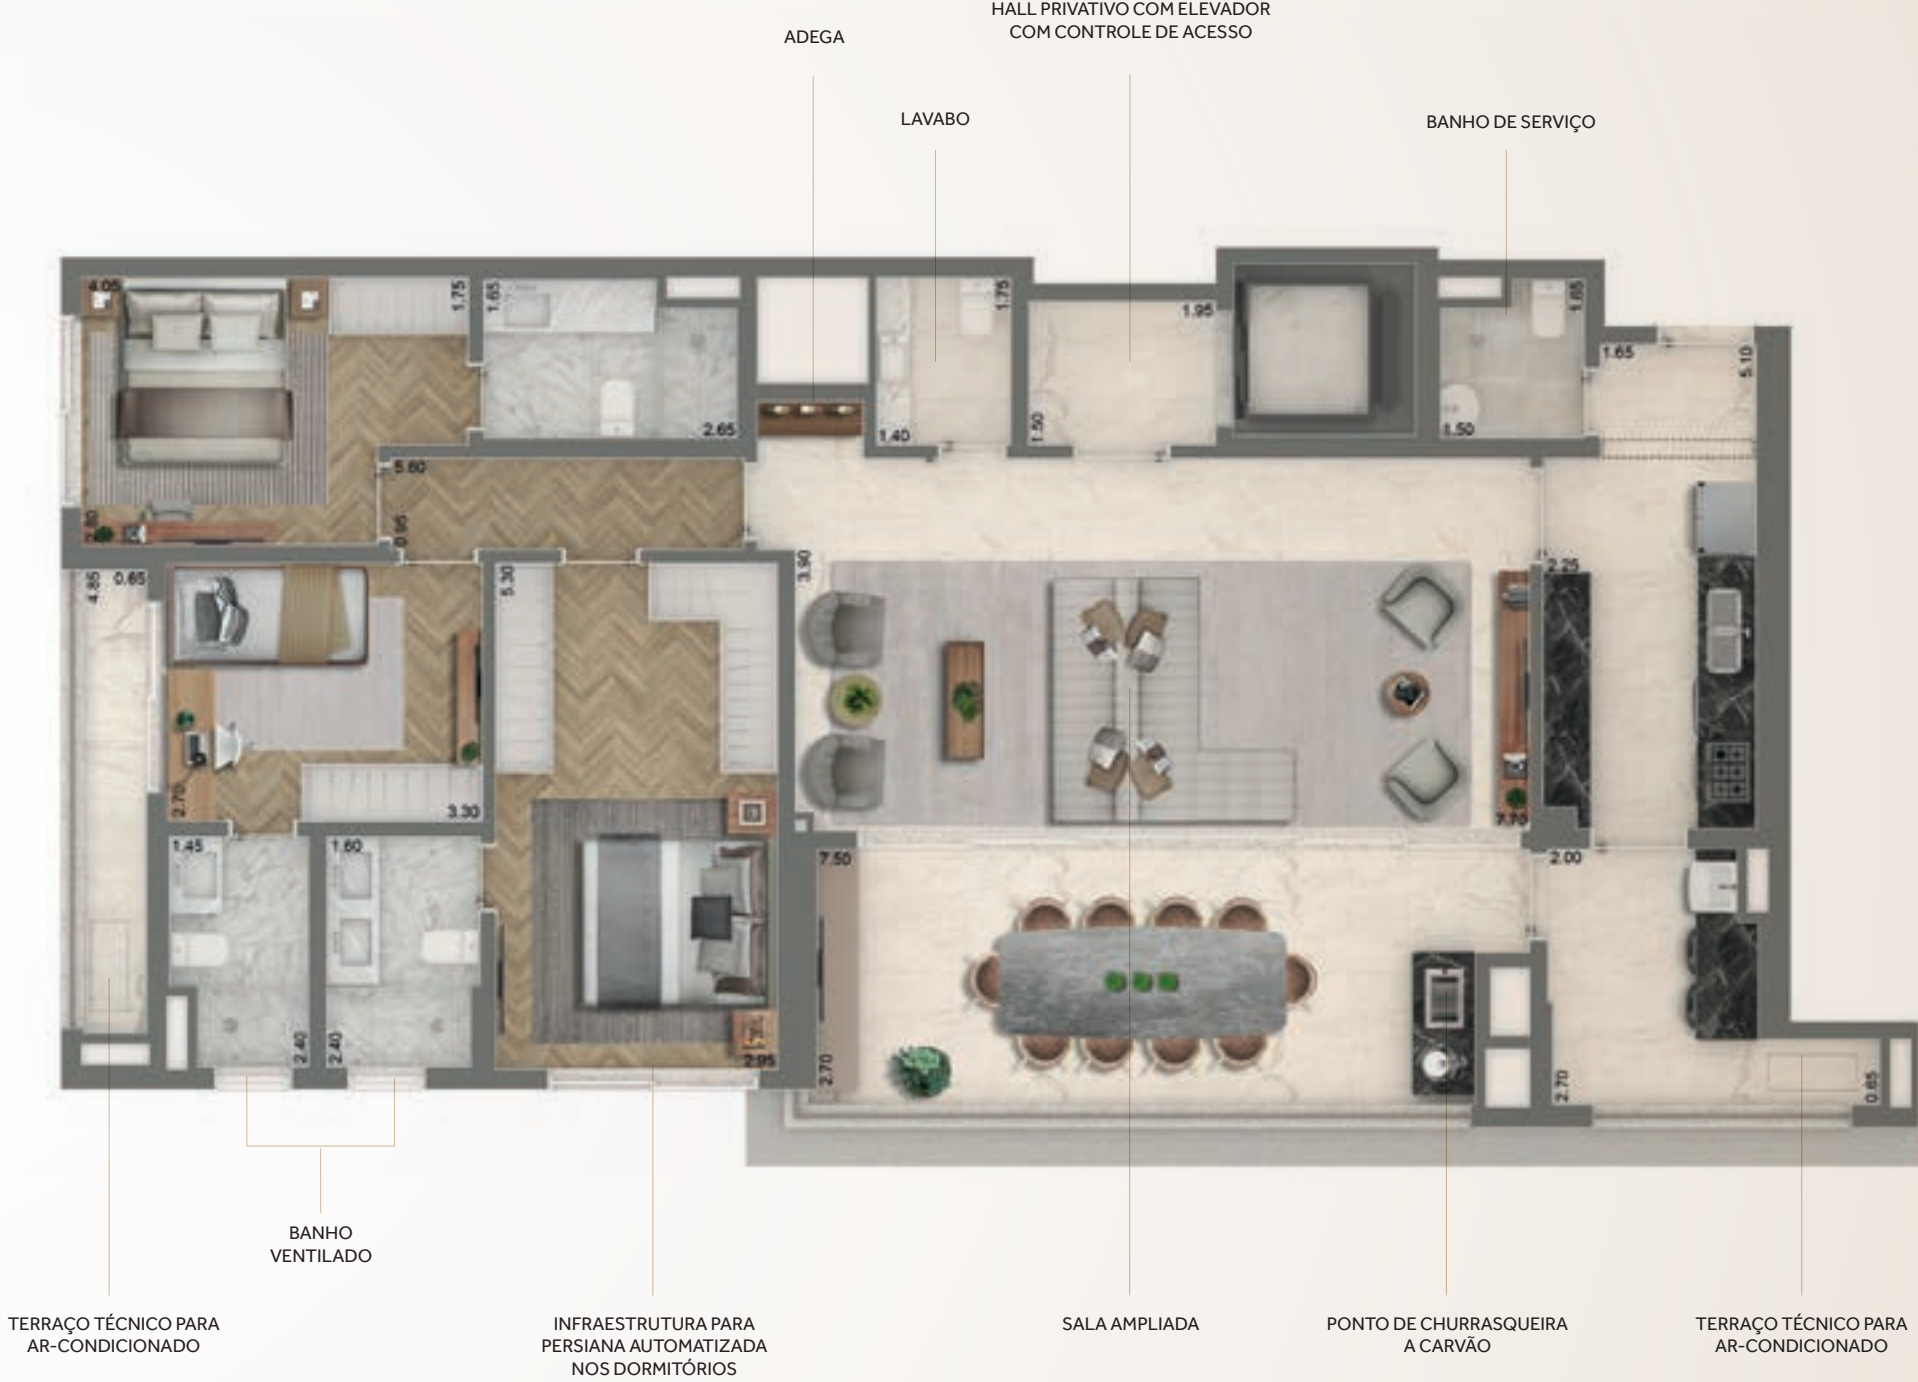 HALL PRIVATIVO COM ELEVADOR
COM CONTROLE DE ACESSO
ADEGA
LAVABO
BANHO DE SERVIÇO
4.05
1.75
1.65
1.75
1.95
1.65
1.65
5.10
2.65
1.40
1.50
1.50
5.60
2.80
0.95
4.85
0.65
5.30
3.90
2.25
2.70
3.30
7.70
1.45
1.60
7.50
2.00
2.40
2.40
2.95
2.70
2.70
0.65
BANHO
VENTILADO
TERRAÇO TÉCNICO PARA
AR-CONDICIONADO
INFRAESTRUTURA PARA
PERSIANA AUTOMATIZADA
NOS DORMITÓRIOS
SALA AMPLIADA
PONTO DE CHURRASQUEIRA
A CARVÃO
TERRAÇO TÉCNICO PARA
AR-CONDICIONADO